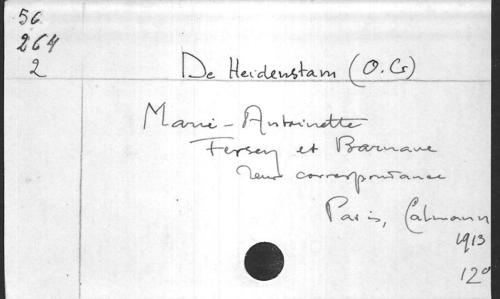 56
264
2
De Heidenstam (O. G)
Marie-Antoinette
Fersen et Barnave
leur correspondance
Paris, Calmann
1913
12°